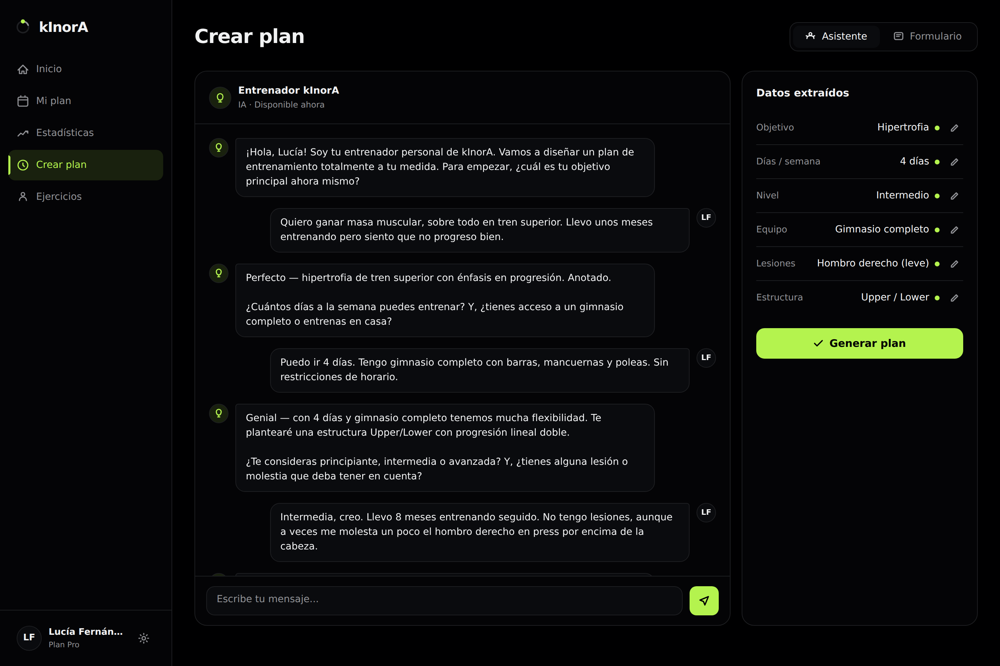 kInorA
Inicio
Mi plan
Estadísticas
Crear plan
Ejercicios
LF
Lucía Fernán...
Plan Pro
Crear plan
Asistente
Formulario
Entrenador kInorA
IA · Disponible ahora
¡Hola, Lucía! Soy tu entrenador personal de kInorA. Vamos a diseñar un plan de
entrenamiento totalmente a tu medida. Para empezar, ¿cuál es tu objetivo
principal ahora mismo?
Quiero ganar masa muscular, sobre todo en tren superior. Llevo unos meses
entrenando pero siento que no progreso bien.
LF
Perfecto — hipertrofia de tren superior con énfasis en progresión. Anotado.
¿Cuántos días a la semana puedes entrenar? Y, ¿tienes acceso a un gimnasio
completo o entrenas en casa?
Puedo ir 4 días. Tengo gimnasio completo con barras, mancuernas y poleas. Sin
restricciones de horario.
LF
Genial — con 4 días y gimnasio completo tenemos mucha flexibilidad. Te
plantearé una estructura Upper/Lower con progresión lineal doble.
¿Te consideras principiante, intermedia o avanzada? Y, ¿tienes alguna lesión o
molestia que deba tener en cuenta?
Intermedia, creo. Llevo 8 meses entrenando seguido. No tengo lesiones, aunque
a veces me molesta un poco el hombro derecho en press por encima de la
cabeza.
LF
Escribe tu mensaje...
Datos extraídos
Objetivo Hipertrofia
Días / semana 4 días
Nivel Intermedio
Equipo Gimnasio completo
Lesiones Hombro derecho (leve)
Estructura Upper / Lower
Generar plan